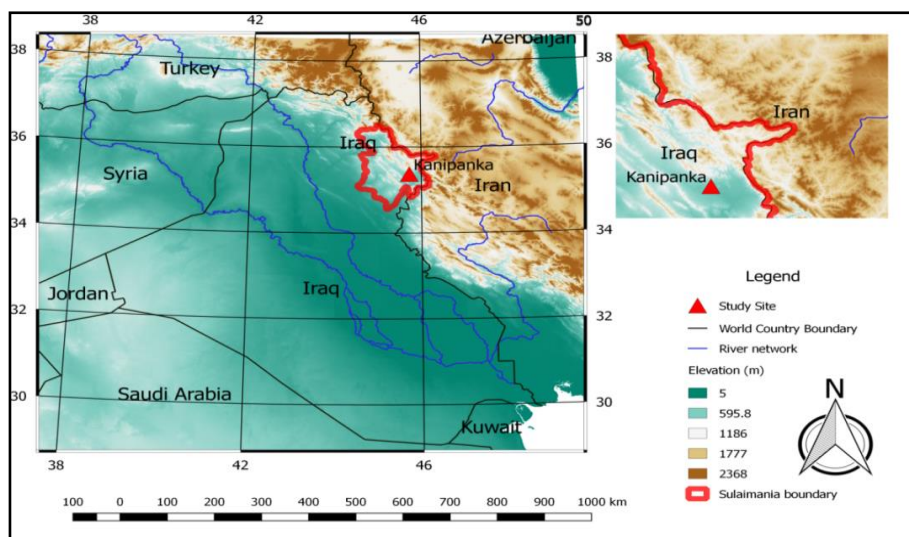 38
42
46
50
38
36
34
32
30
38
36
34
32
30
38
42
46
Azerbaijan
Turkey
Iraq
Kanipanka
Syria
Iran
Iraq
Jordan
Saudi Arabia
Kuwait
38
36
34
Iran
Iraq
Kanipanka
Legend
Study Site
World Country Boundary
River network
Elevation (m)
5
595.8
1186
1777
2368
Sulaimania boundary
N
100 0 100 200 300 400 500 600 700 800 900 1000 km